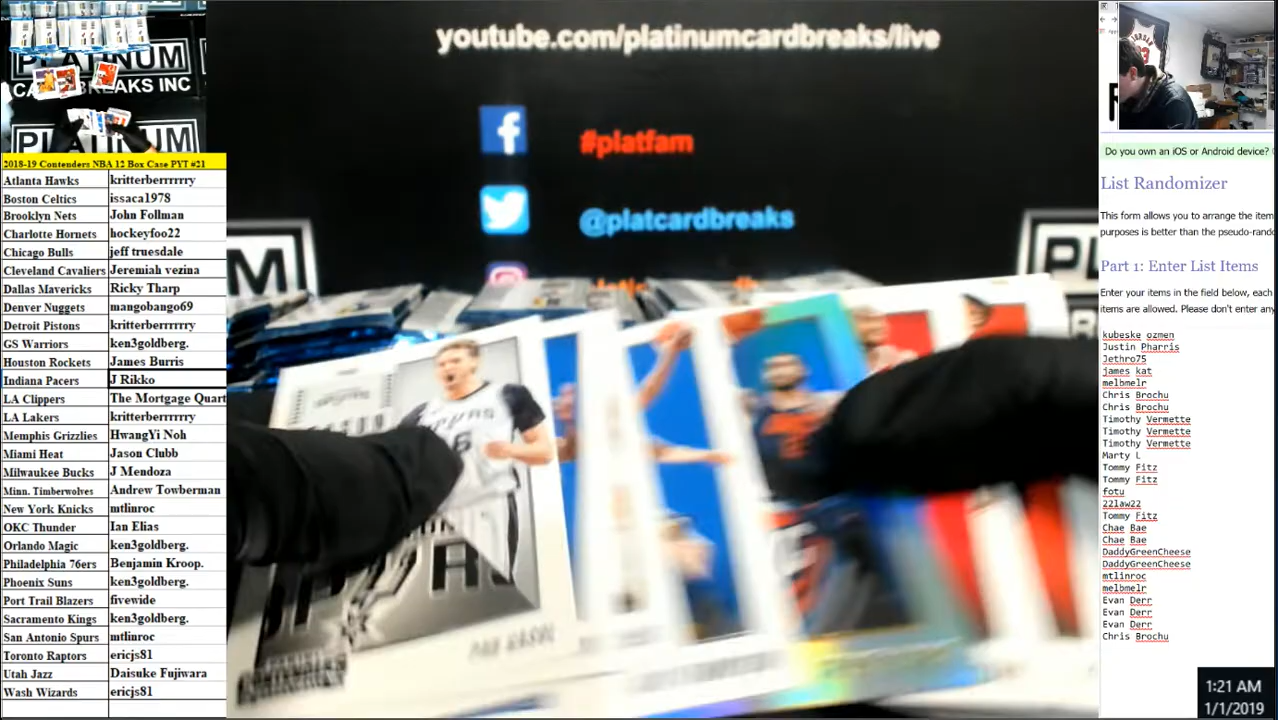 youtube.com/platinumcardbreaks/live
#platfam
@platcardbreaks
PLATINUM
BREAKS INC
PLATINUM
2018-19 Contenders NBA 12 Box Case PYT #21
Atlanta Hawks kritterberrrrrry
Boston Celtics issaca1978
Brooklyn Nets John Follman
Charlotte Hornets hockeyfoo22
Chicago Bulls jeff truesdale
Cleveland Cavaliers Jeremiah vezina
Dallas Mavericks Ricky Tharp
Denver Nuggets mangobango69
Detroit Pistons kritterberrrrrry
GS Warriors ken3goldberg.
Houston Rockets James Burris
Indiana Pacers J Rikko
LA Clippers The Mortgage Quart
LA Lakers kritterberrrrrry
Memphis Grizzlies HwangYi Noh
Miami Heat Jason Clubb
Milwaukee Bucks J Mendoza
Minn. Timberwolves Andrew Towberman
New York Knicks mtlinroc
OKC Thunder Ian Elias
Orlando Magic ken3goldberg.
Philadelphia 76ers Benjamin Kroop.
Phoenix Suns ken3goldberg.
Port Trail Blazers fivewide
Sacramento Kings ken3goldberg.
San Antonio Spurs mtlinroc
Toronto Raptors ericjs81
Utah Jazz Daisuke Fujiwara
Wash Wizards ericjs81
Do you own an iOS or Android device?
List Randomizer
This form allows you to arrange the item
purposes is better than the pseudo-rando
Part 1: Enter List Items
Enter your items in the field below, each
items are allowed. Please don't enter any
kubeske ozmen
Justin Pharris
Jethro75
james kat
melbmelr
Chris Brochu
Chris Brochu
Timothy Vermette
Timothy Vermette
Timothy Vermette
Marty L
Tommy Fitz
Tommy Fitz
fotu
22law22
Tommy Fitz
Chae Bae
Chae Bae
DaddyGreenCheese
DaddyGreenCheese
mtlinroc
melbmelr
Evan Derr
Evan Derr
Evan Derr
Chris Brochu
1:21 AM
1/1/2019